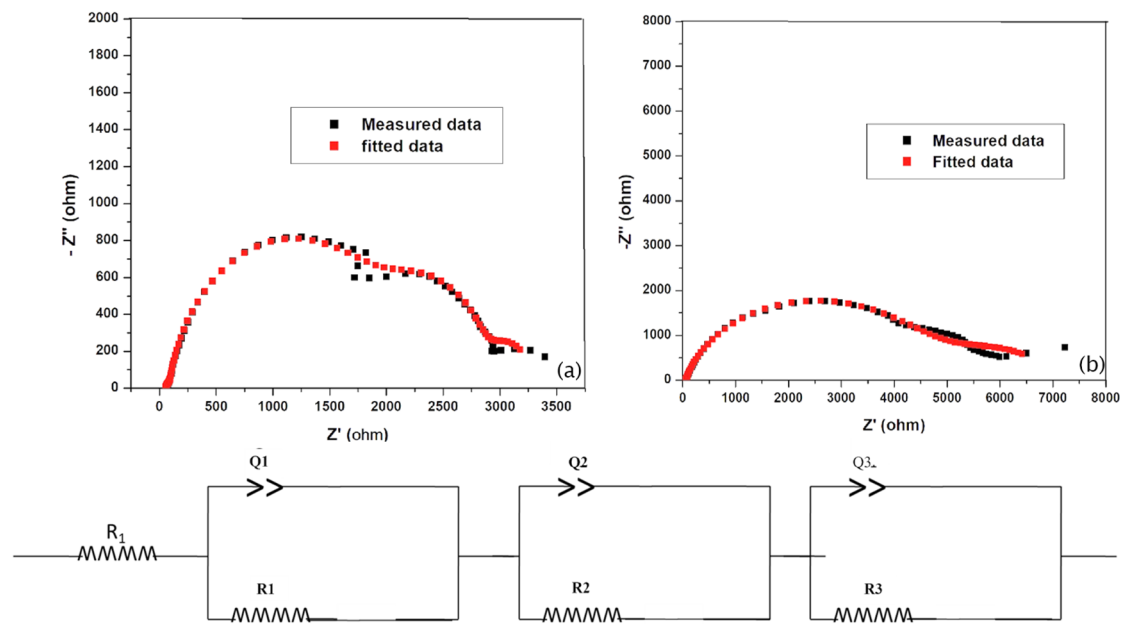 2000
1800
1600
1400
1200
1000
800
600
400
200
0
- Z" (ohm)
Measured data
fitted data
(a)
0 500 1000 1500 2000 2500 3000 3500
Z' (ohm)
8000
7000
6000
5000
4000
3000
2000
1000
0
-Z" (ohm)
Measured data
Fitted data
(b)
0 1000 2000 3000 4000 5000 6000 7000 8000
Z' (ohm)
Q1 Q2 Q3
R₁
R1 R2 R3